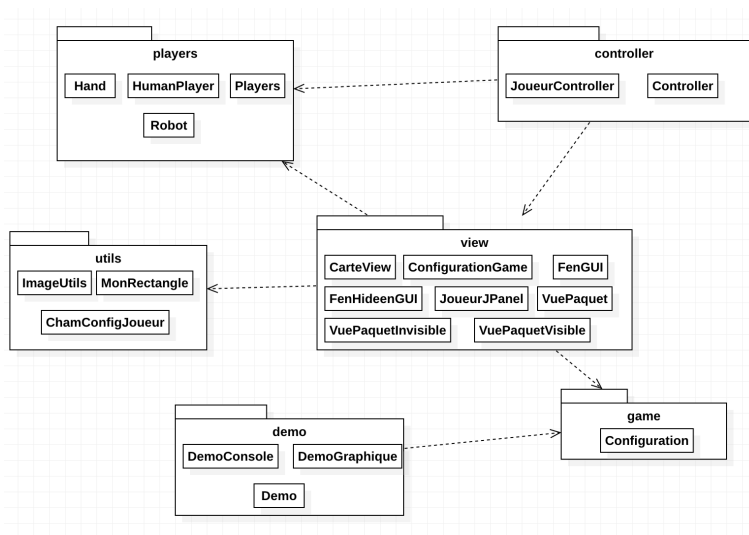 players
Hand
HumanPlayer
Players
Robot
controller
JoueurController
Controller
utils
ImageUtils
MonRectangle
ChamConfigJoueur
view
CarteView
ConfigurationGame
FenGUI
FenHideenGUI
JoueurJPanel
VuePaquet
VuePaquetInvisible
VuePaquetVisible
demo
DemoConsole
DemoGraphique
Demo
game
Configuration